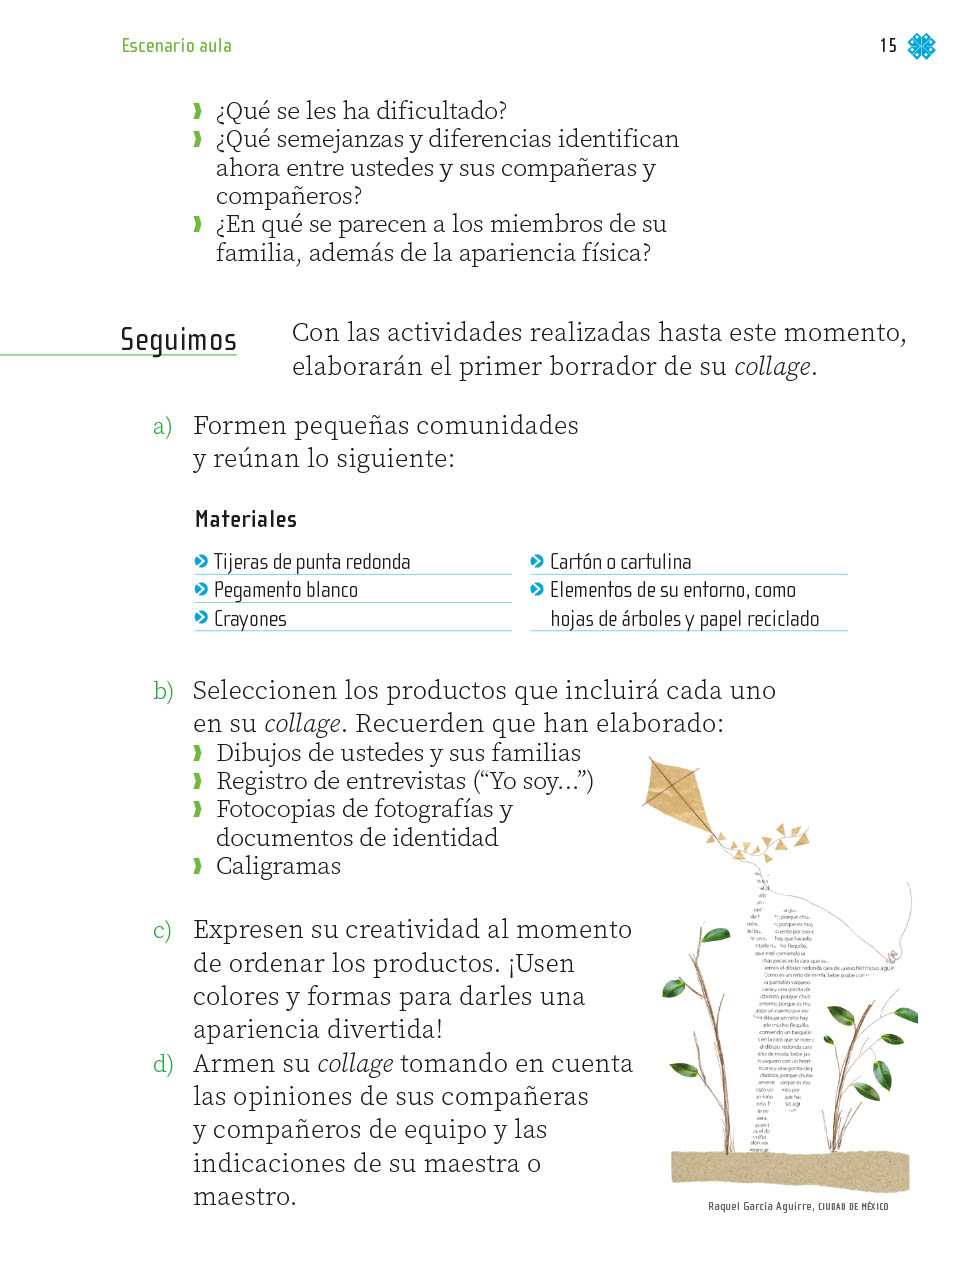 Escenario aula
15
¿Qué se les ha dificultado?
¿Qué semejanzas y diferencias identifican
ahora entre ustedes y sus compañeras y
compañeros?
¿En qué se parecen a los miembros de su
familia, además de la apariencia física?
Seguimos
Con las actividades realizadas hasta este momento,
elaborarán el primer borrador de su collage.
a) Formen pequeñas comunidades
y reúnan lo siguiente:
Materiales
Tijeras de punta redonda
Pegamento blanco
Crayones
Cartón o cartulina
Elementos de su entorno, como
hojas de árboles y papel reciclado
b) Seleccionen los productos que incluirá cada uno
en su collage. Recuerden que han elaborado:
Dibujos de ustedes y sus familias
Registro de entrevistas (“Yo soy...”)
Fotocopias de fotografías y
documentos de identidad
Caligramas
c) Expresen su creatividad al momento
de ordenar los productos. ¡Usen
colores y formas para darles una
apariencia divertida!
d) Armen su collage tomando en cuenta
las opiniones de sus compañeras
y compañeros de equipo y las
indicaciones de su maestra o
maestro.
Raquel García Aguirre, CIUDAD DE MÉXICO